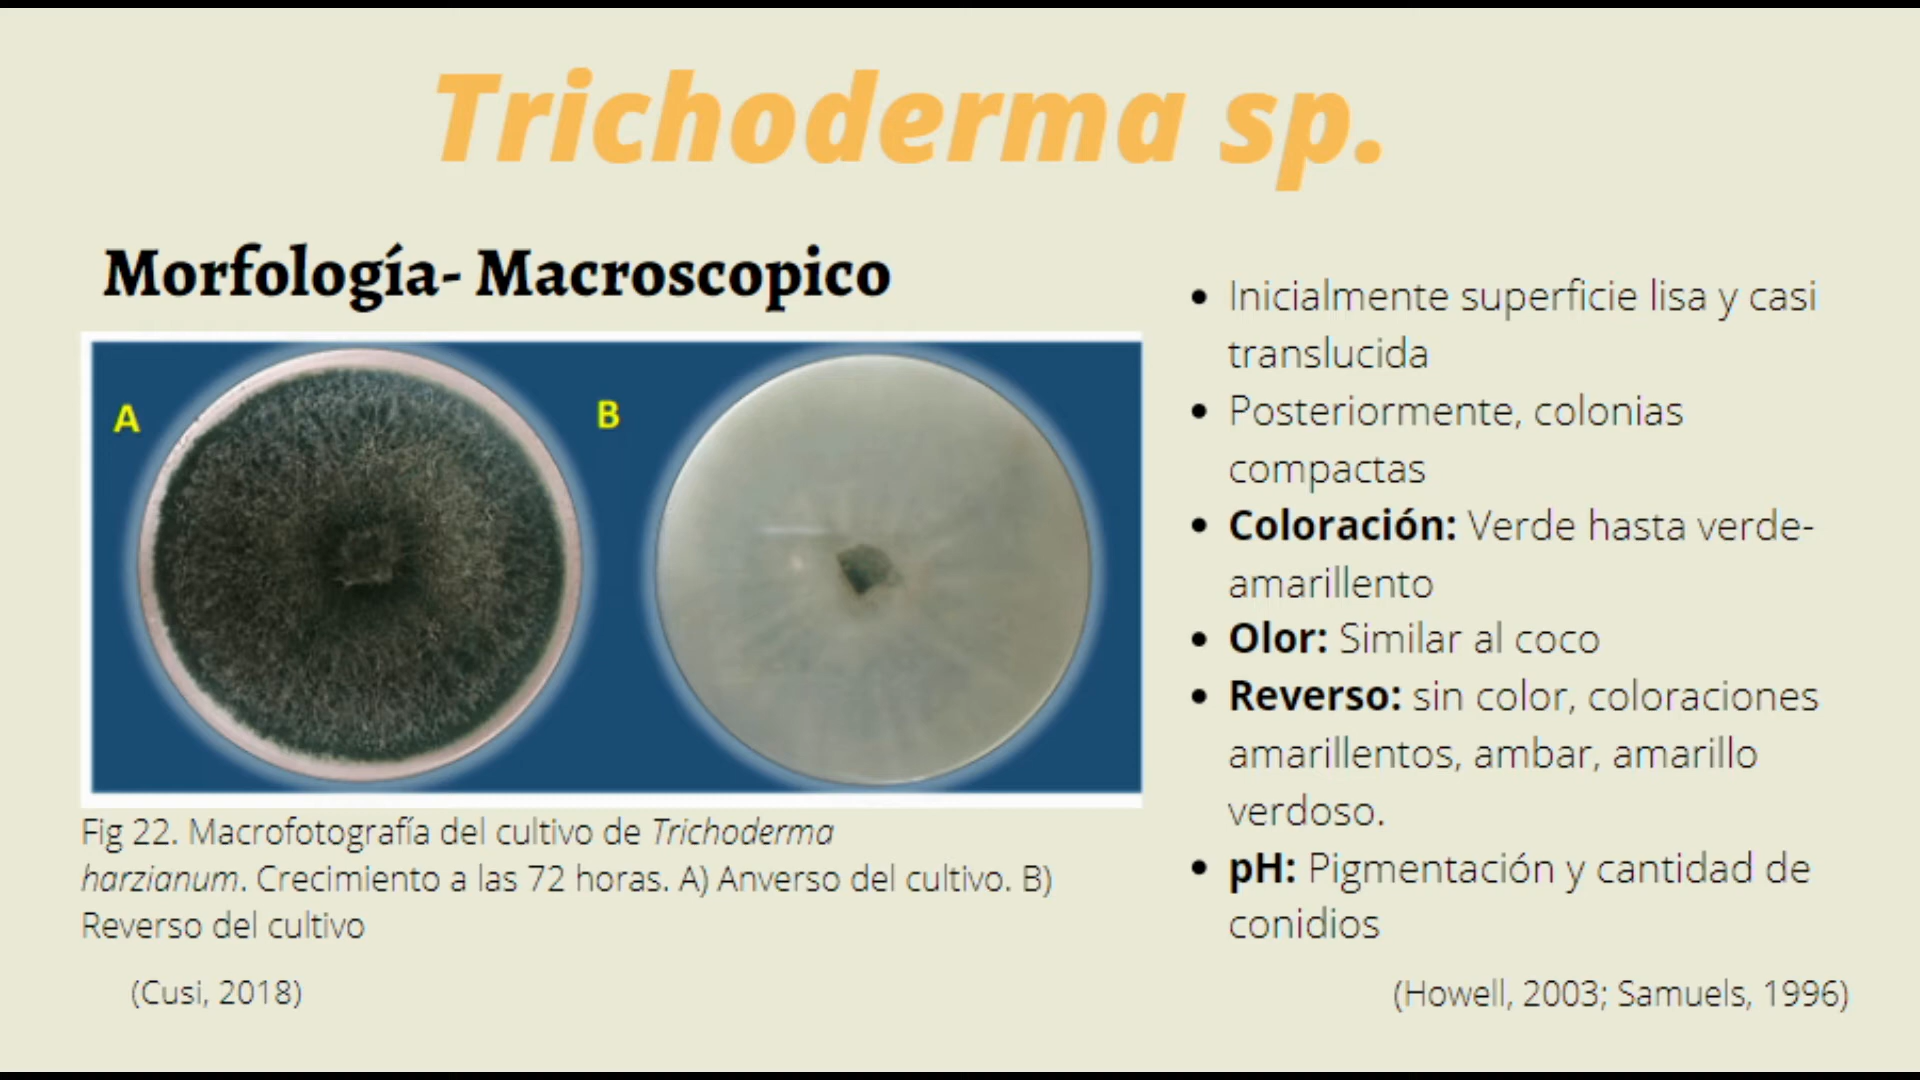 Trichoderma sp.
Morfología- Macroscopico
A
B
Fig 22. Macrofotografía del cultivo de Trichoderma
harzianum. Crecimiento a las 72 horas. A) Anverso del cultivo. B)
Reverso del cultivo
(Cusi, 2018)
• Inicialmente superficie lisa y casi
translucida
• Posteriormente, colonias
compactas
• Coloración: Verde hasta verde-
amarillento
• Olor: Similar al coco
• Reverso: sin color, coloraciones
amarillentos, ambar, amarillo
verdoso.
• pH: Pigmentación y cantidad de
conidios
(Howell, 2003; Samuels, 1996)